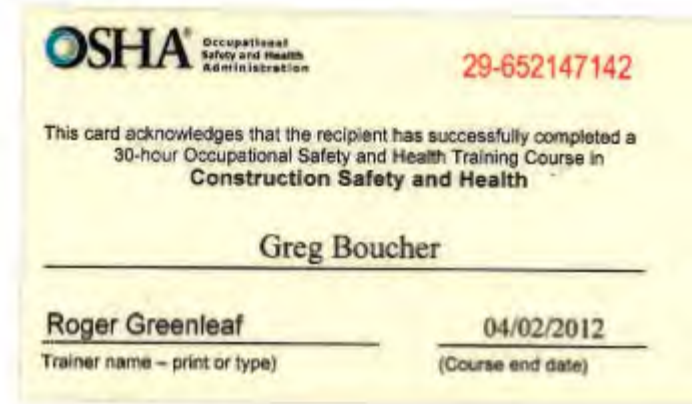 OSHA® Occupational
Safety and Health
Administration
29-652147142
This card acknowledges that the recipient has successfully completed a
30-hour Occupational Safety and Health Training Course in
Construction Safety and Health
Greg Boucher
Roger Greenleaf 04/02/2012
Trainer name – print or type) (Course end date)